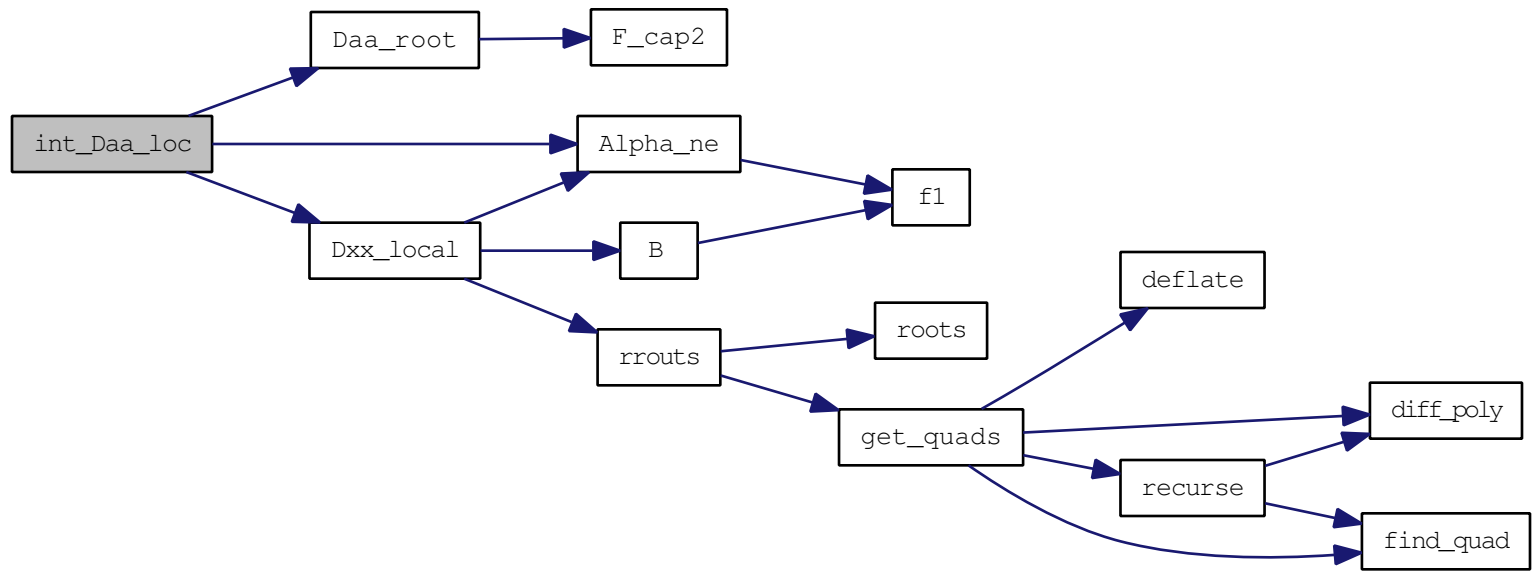 Daa_root
F_cap2
int_Daa_loc
Alpha_ne
f1
Dxx_local
B
deflate
roots
rrouts
diff_poly
get_quads
recurse
find_quad